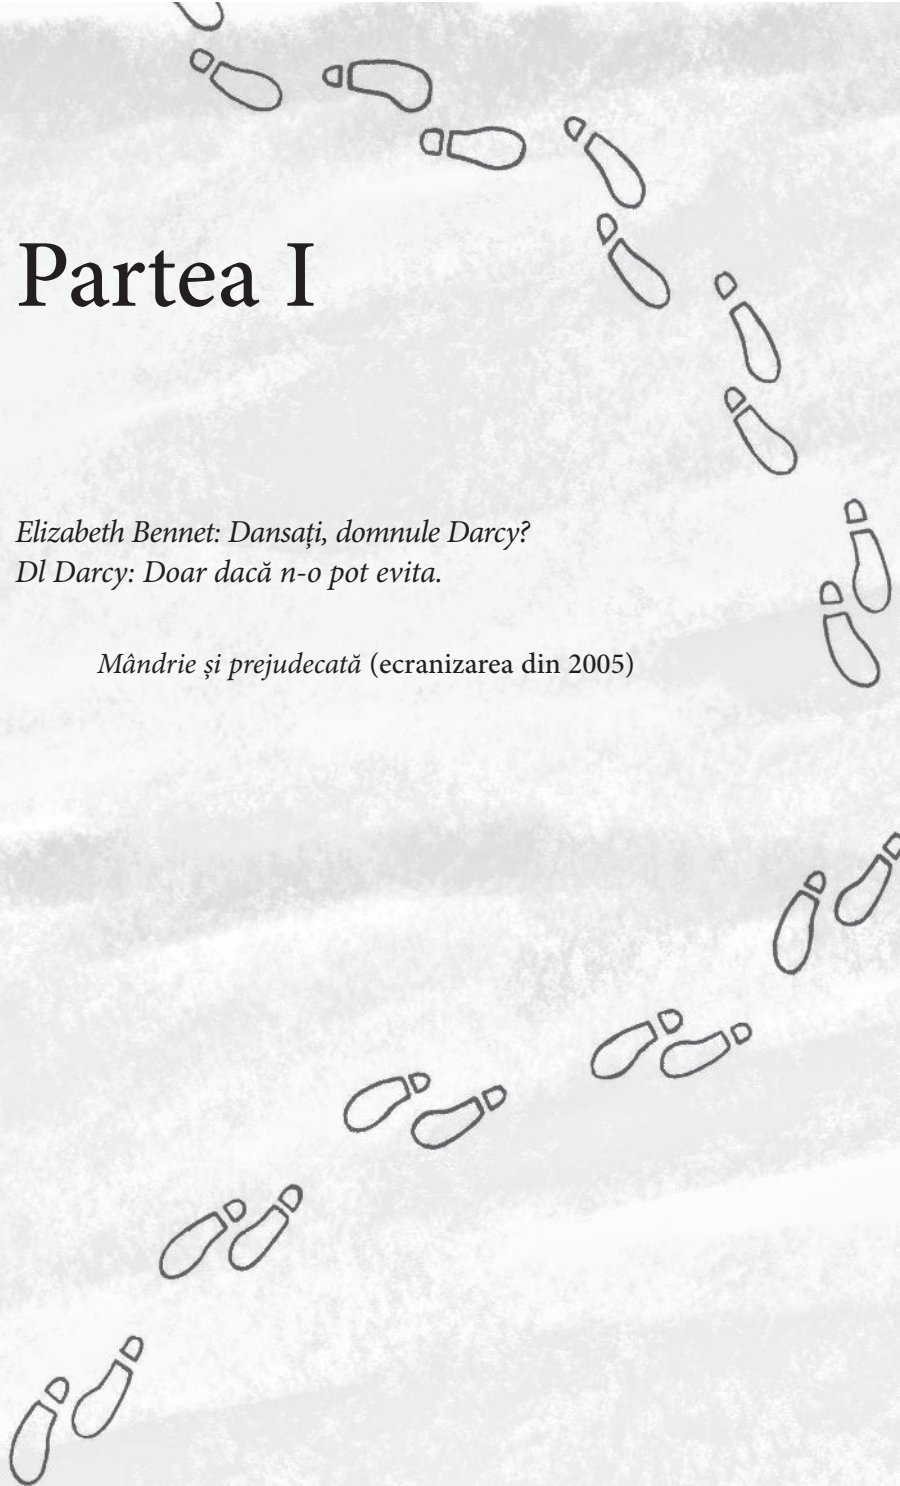 Partea I
Elizabeth Bennet: Dansați, domnule Darcy?
Dl Darcy: Doar dacă n-o pot evita.
Mândrie și prejudecată (ecranizarea din 2005)